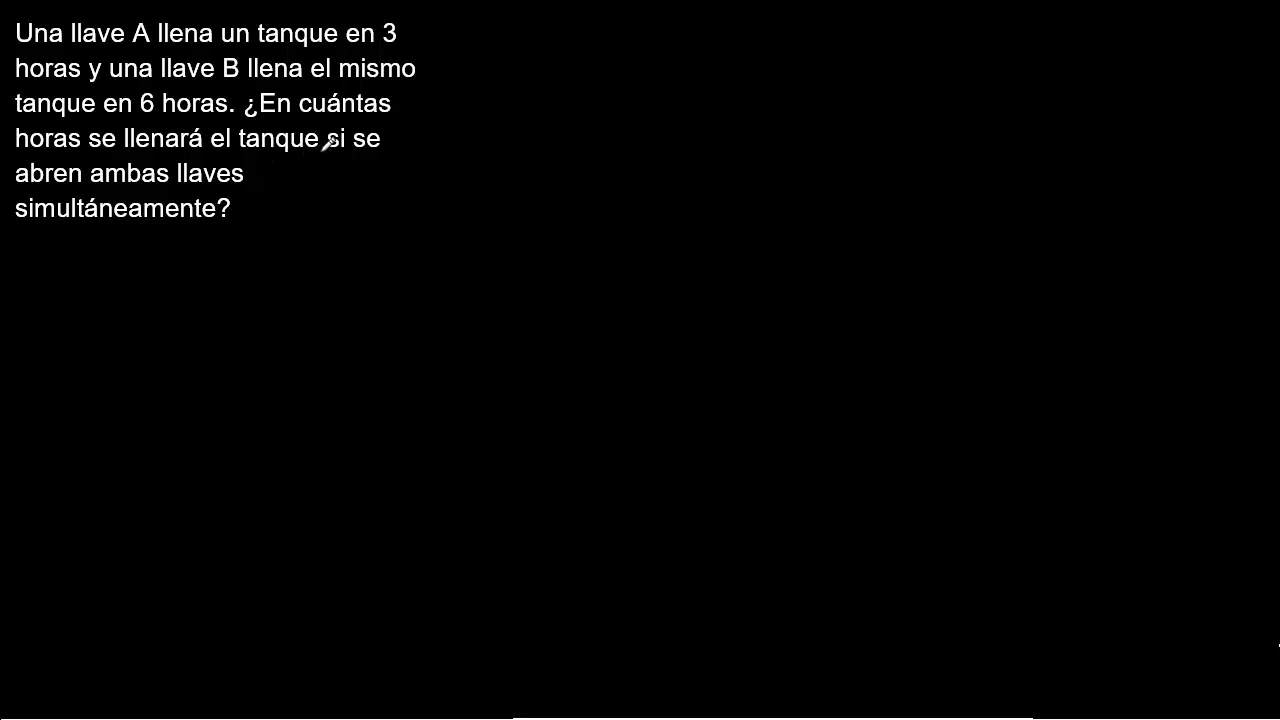 Una llave A llena un tanque en 3
horas y una llave B llena el mismo
tanque en 6 horas. ¿En cuántas
horas se llenará el tanque si se
abren ambas llaves
simultáneamente?